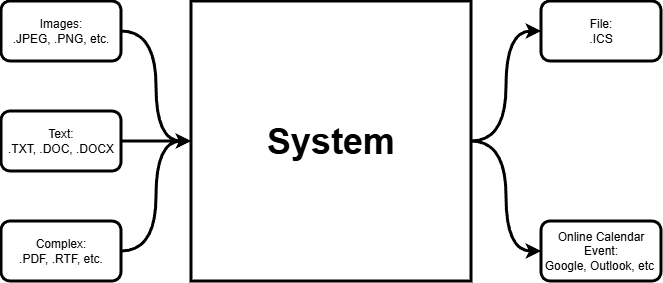 Images:
.JPEG, .PNG, etc.
Text:
.TXT, .DOC, .DOCX
Complex:
.PDF, .RTF, etc.
System
File:
.ICS
Online Calendar
Event:
Google, Outlook, etc